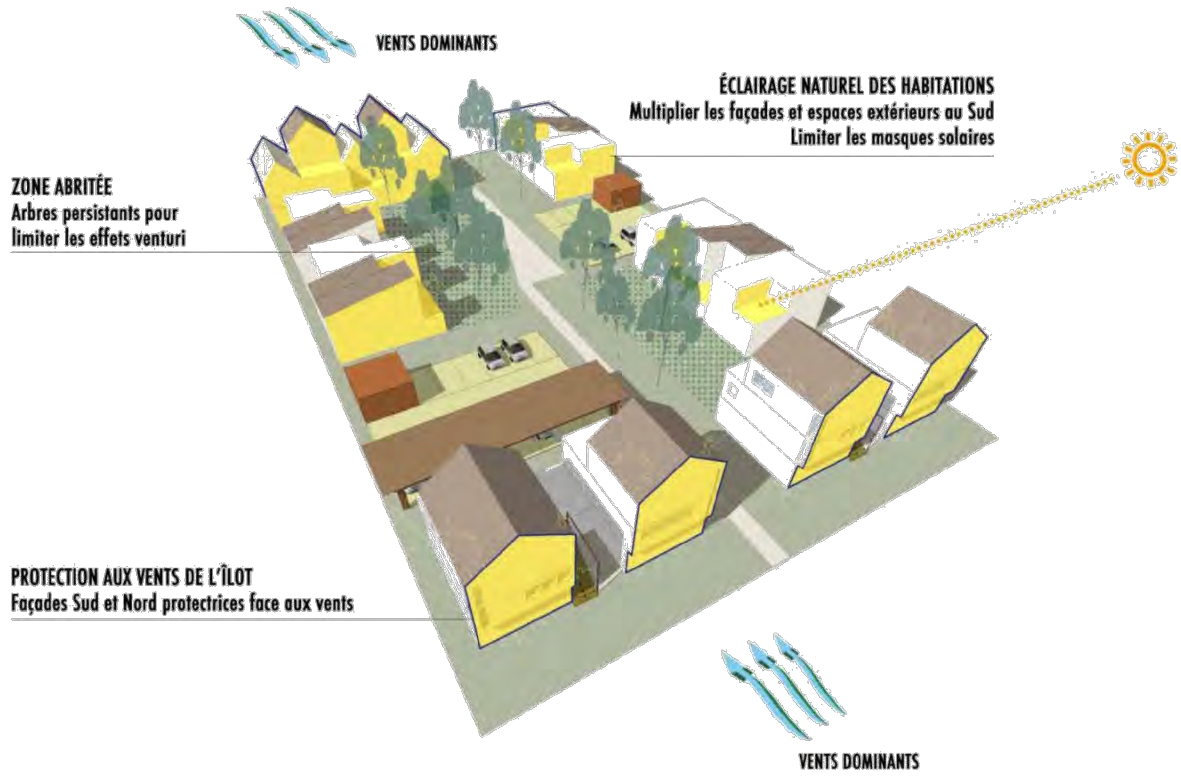 VENTS DOMINANTS
ÉCLAIRAGE NATUREL DES HABITATIONS
Multiplier les façades et espaces extérieurs au Sud
Limiter les masques solaires
ZONE ABRITÉE
Arbres persistants pour
limiter les effets venturi
PROTECTION AUX VENTS DE L'ÎLOT
Façades Sud et Nord protectrices face aux vents
VENTS DOMINANTS